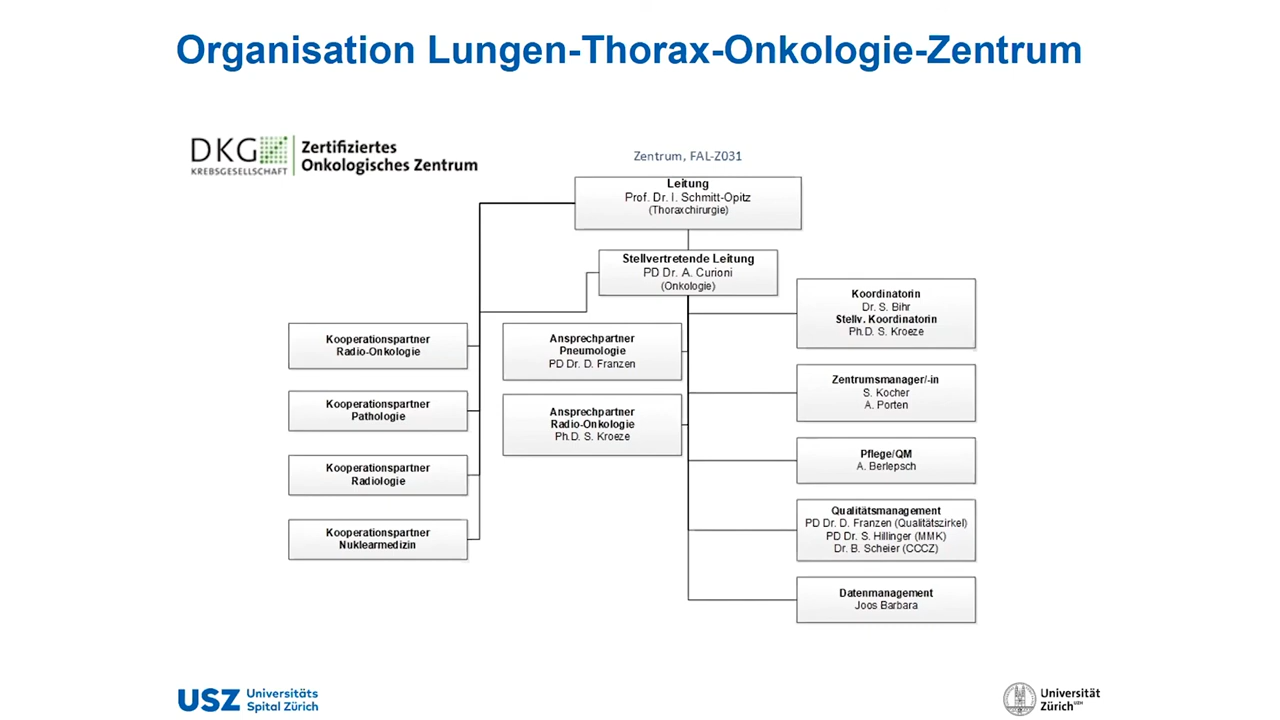 Organisation Lungen-Thorax-Onkologie-Zentrum
DKG
KREBSGESELLSCHAFT
Zertifiziertes
Onkologisches Zentrum
Zentrum, FAL-Z031
Leitung
Prof. Dr. I. Schmitt-Opitz
(Thoraxchirurgie)
Stellvertretende Leitung
PD Dr. A. Curioni
(Onkologie)
Kooperationspartner
Radio-Onkologie
Kooperationspartner
Pathologie
Kooperationspartner
Radiologie
Kooperationspartner
Nuklearmedizin
Ansprechpartner
Pneumologie
PD Dr. D. Franzen
Ansprechpartner
Radio-Onkologie
Ph.D. S. Kroeze
Koordinatorin
Dr. S. Bihr
Stellv. Koordinatorin
Ph.D. S. Kroeze
Zentrumsmanager/-in
S. Kocher
A. Porten
Pflege/QM
A. Berlepsch
Qualitätsmanagement
PD Dr. D. Franzen (Qualitätszirkel)
PD Dr. S. Hillinger (MMK)
Dr. B. Scheier (CCCZ)
Datenmanagement
Joos Barbara
USZ Universitäts
Spital Zürich
Universität
Zürich UZH